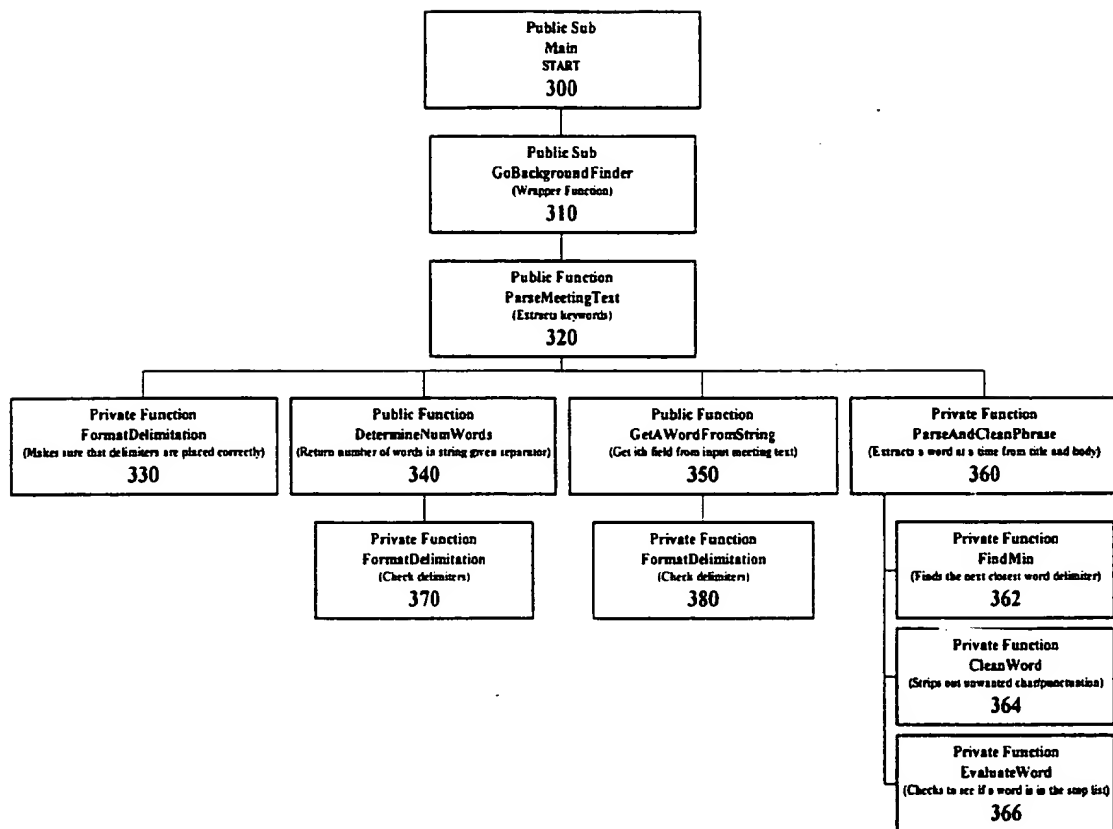 Public Sub
Main
START
300
Public Sub
GoBackgroundFinder
(Wrapper Function)
310
Public Function
ParseMeetingText
(Extracts keywords)
320
Private Function
FormatDelimitation
(Makes sure that delimiters are placed correctly)
330
Public Function
DetermineNumWords
(Return number of words in string given separator)
340
Public Function
GetAWordFromString
(Get ith field from input meeting text)
350
Private Function
ParseAndCleanPhrase
(Extracts a word at a time from title and body)
360
Private Function
FormatDelimitation
(Check delimiters)
370
Private Function
FormatDelimitation
(Check delimiters)
380
Private Function
FindMin
(Finds the next closest word delimiter)
362
Private Function
CleanWord
(Strips out unwanted char/punctuation)
364
Private Function
EvaluateWord
(Checks to see if a word is in the stop list)
366